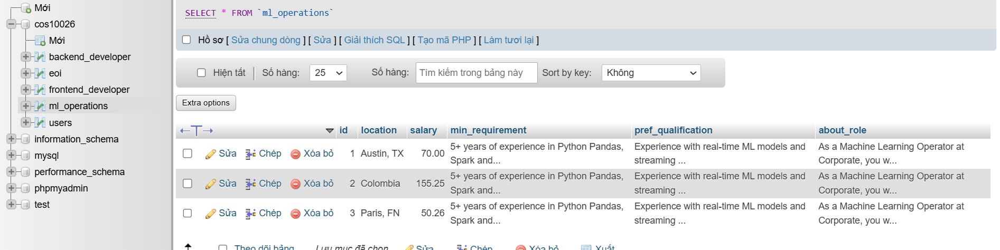 Mới
cos10026
Mới
backend_developer
eoi
frontend_developer
ml_operations
users
information_schema
mysql
performance_schema
phpmyadmin
test
SELECT * FROM `ml_operations`
Hồ sơ [ Sửa chung dòng ] [ Sửa ] [ Giải thích SQL ] [ Tạo mã PHP ] [ Làm tươi lại ]
Hiện tất Số hàng: 25 Số hàng: Tìm kiếm trong bảng này Sort by key: Không
Extra options
id location salary min_requirement pref_qualification about_role
Sửa Chép Xóa bỏ 1 Austin, TX 70.00 5+ years of experience in Python Pandas, Experience with real-time ML models and As a Machine Learning Operator at
Spark and... streaming ... Corporate, you w...
Sửa Chép Xóa bỏ 2 Colombia 155.25 5+ years of experience in Python Pandas, Experience with real-time ML models and As a Machine Learning Operator at
Spark and... streaming ... Corporate, you w...
Sửa Chép Xóa bỏ 3 Paris, FN 50.26 5+ years of experience in Python Pandas, Experience with real-time ML models and As a Machine Learning Operator at
Spark and... streaming ... Corporate, you w...
Theo dõi bảng Lưu mục đã chọn Sửa Chép Xóa bỏ Xuất